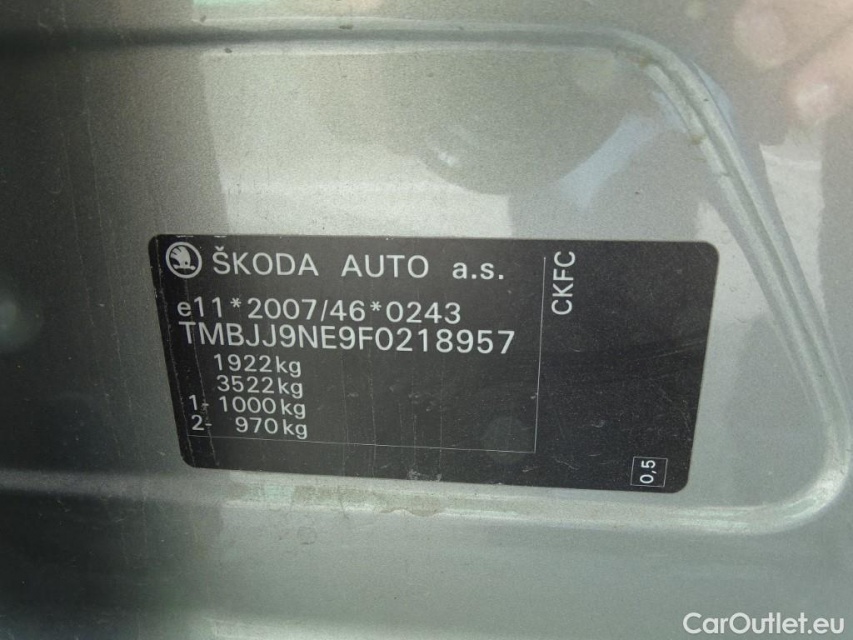 ŠKODA AUTO a.s.
e11*2007/46*0243
TMBJJ9NE9F0218957
1922kg
3522kg
1- 1000kg
2- 970kg
CKFC
0,5
CarOutlet.eu